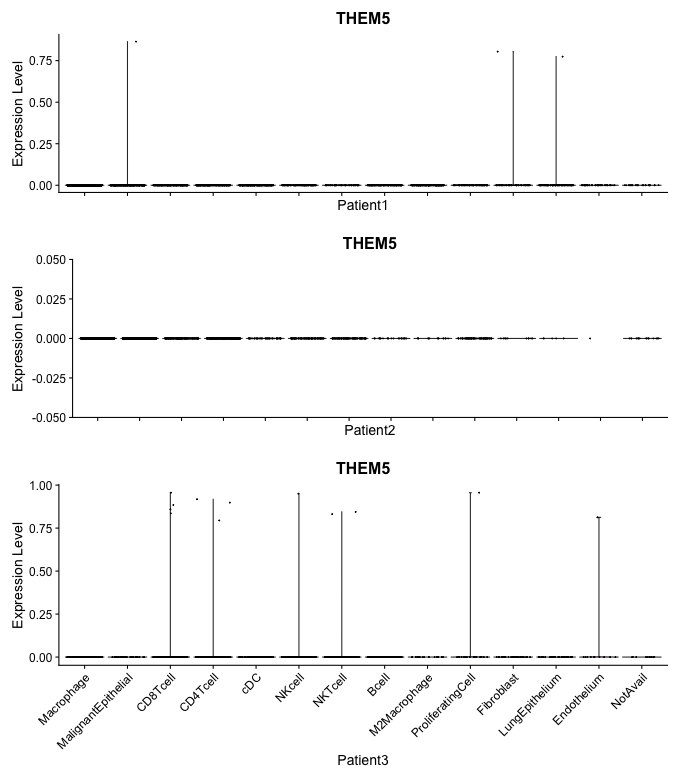 THEM5
Expression Level
0.75
0.50
0.25
0.00
Patient1
THEM5
Expression Level
0.050
0.025
0.000
-0.025
-0.050
Patient2
THEM5
Expression Level
1.00
0.75
0.50
0.25
0.00
Macrophage
MalignantEpithelial
CD8Tcell
CD4Tcell
cDC
NKcell
NKTcell
Bcell
M2Macrophage
ProliferatingCell
Fibroblast
LungEpithelium
Endothelium
NotAvail
Patient3